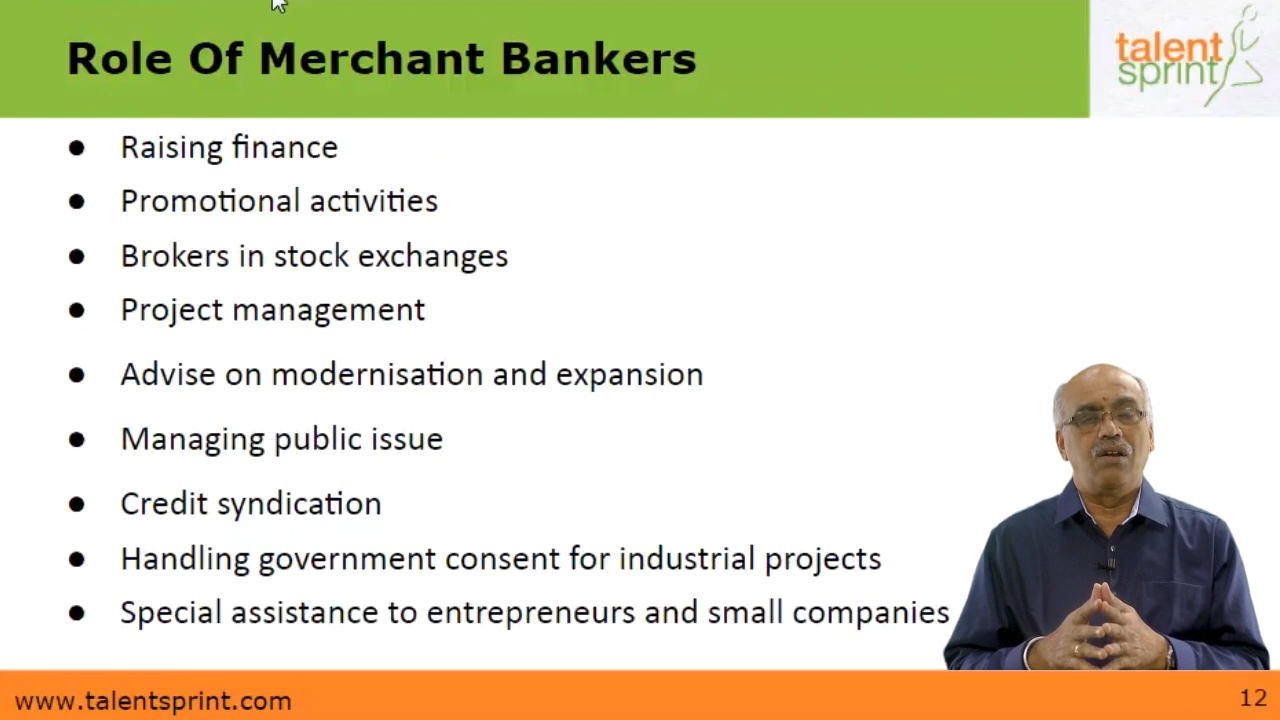 Role Of Merchant Bankers
talent
sprint
● Raising finance
● Promotional activities
● Brokers in stock exchanges
● Project management
● Advise on modernisation and expansion
● Managing public issue
● Credit syndication
● Handling government consent for industrial projects
● Special assistance to entrepreneurs and small companies
www.talentsprint.com
12